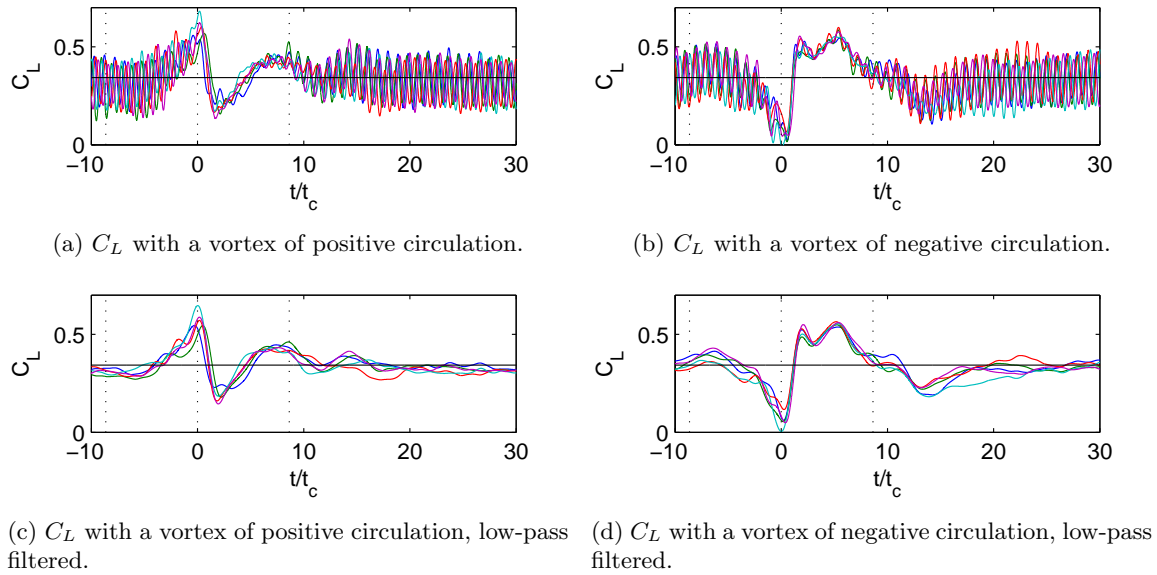 0.5
0
C_L
−10
0
10
20
30
t/t_c
(a) C_L with a vortex of positive circulation.
0.5
0
C_L
−10
0
10
20
30
t/t_c
(b) C_L with a vortex of negative circulation.
0.5
0
C_L
−10
0
10
20
30
t/t_c
(c) C_L with a vortex of positive circulation, low-pass
filtered.
0.5
0
C_L
−10
0
10
20
30
t/t_c
(d) C_L with a vortex of negative circulation, low-pass
filtered.